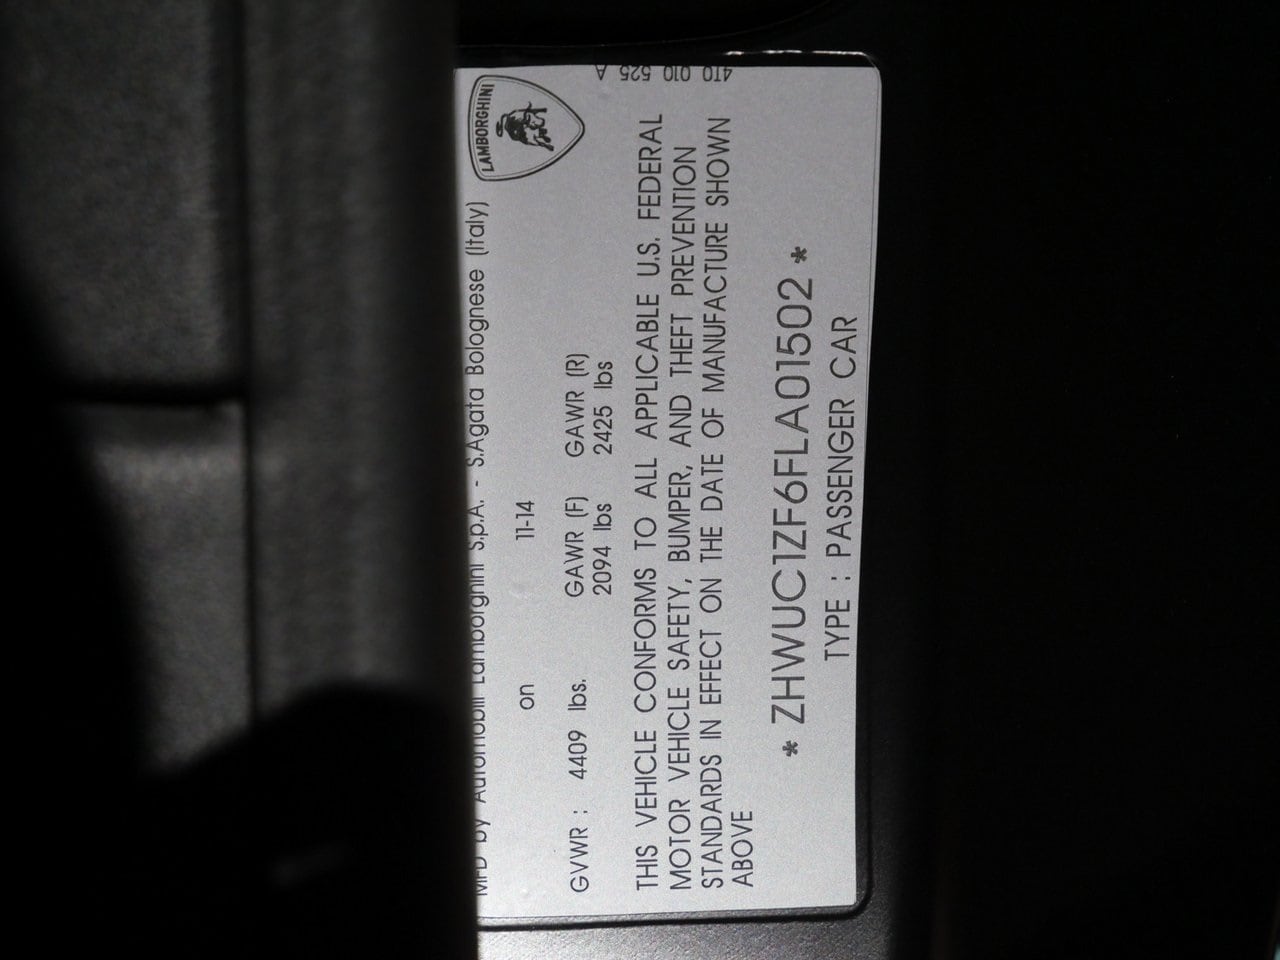 4T0 010 525 A
LAMBORGHINI
MFD by Automobili Lamborghini S.p.A. - S.Agata Bolognese (Italy)
on 11-14
GVWR : 4409 lbs. GAWR (F) GAWR (R)
2094 lbs 2425 lbs
THIS VEHICLE CONFORMS TO ALL APPLICABLE U.S. FEDERAL
MOTOR VEHICLE SAFETY, BUMPER, AND THEFT PREVENTION
STANDARDS IN EFFECT ON THE DATE OF MANUFACTURE SHOWN
ABOVE
* ZHWUC1ZF6FLA01502 *
TYPE : PASSENGER CAR